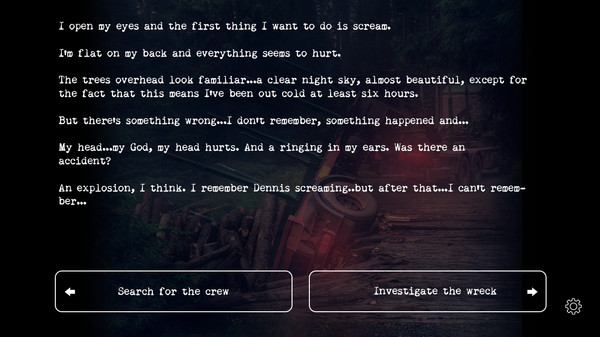 I open my eyes and the first thing I want to do is scream.
I'm flat on my back and everything seems to hurt.
The trees overhead look familiar...a clear night sky, almost beautiful, except for
the fact that this means I've been out cold at least six hours.
But there's something wrong...I don't remember, something happened and...
My head...my God, my head hurts. And a ringing in my ears. Was there an
accident?
An explosion, I think. I remember Dennis screaming..but after that...I can't remem-
ber...
Search for the crew
Investigate the wreck